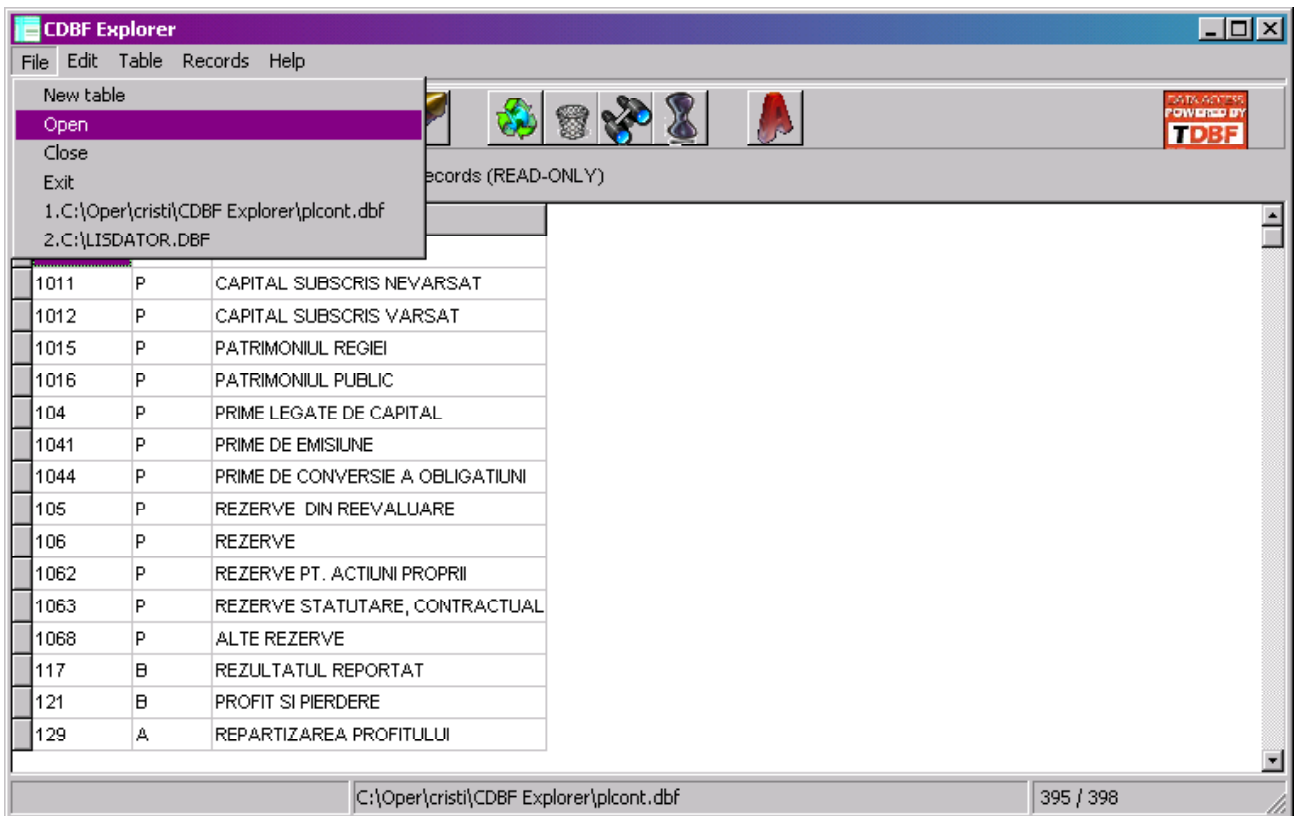 CDBF Explorer
File Edit Table Records Help
New table
Open
Close
Exit
1.C:\Oper\cristi\CDBF Explorer\plcont.dbf
2.C:\LISDATOR.DBF
DATA ACCESS
POWERED BY
TDBF
ecords (READ-ONLY)
1011 P CAPITAL SUBSCRIS NEVARSAT
1012 P CAPITAL SUBSCRIS VARSAT
1015 P PATRIMONIUL REGIEI
1016 P PATRIMONIUL PUBLIC
104 P PRIME LEGATE DE CAPITAL
1041 P PRIME DE EMISIUNE
1044 P PRIME DE CONVERSIE A OBLIGATIUNI
105 P REZERVE DIN REEVALUARE
106 P REZERVE
1062 P REZERVE PT. ACTIUNI PROPRII
1063 P REZERVE STATUTARE, CONTRACTUAL
1068 P ALTE REZERVE
117 B REZULTATUL REPORTAT
121 B PROFIT SI PIERDERE
129 A REPARTIZAREA PROFITULUI
C:\Oper\cristi\CDBF Explorer\plcont.dbf 395 / 398